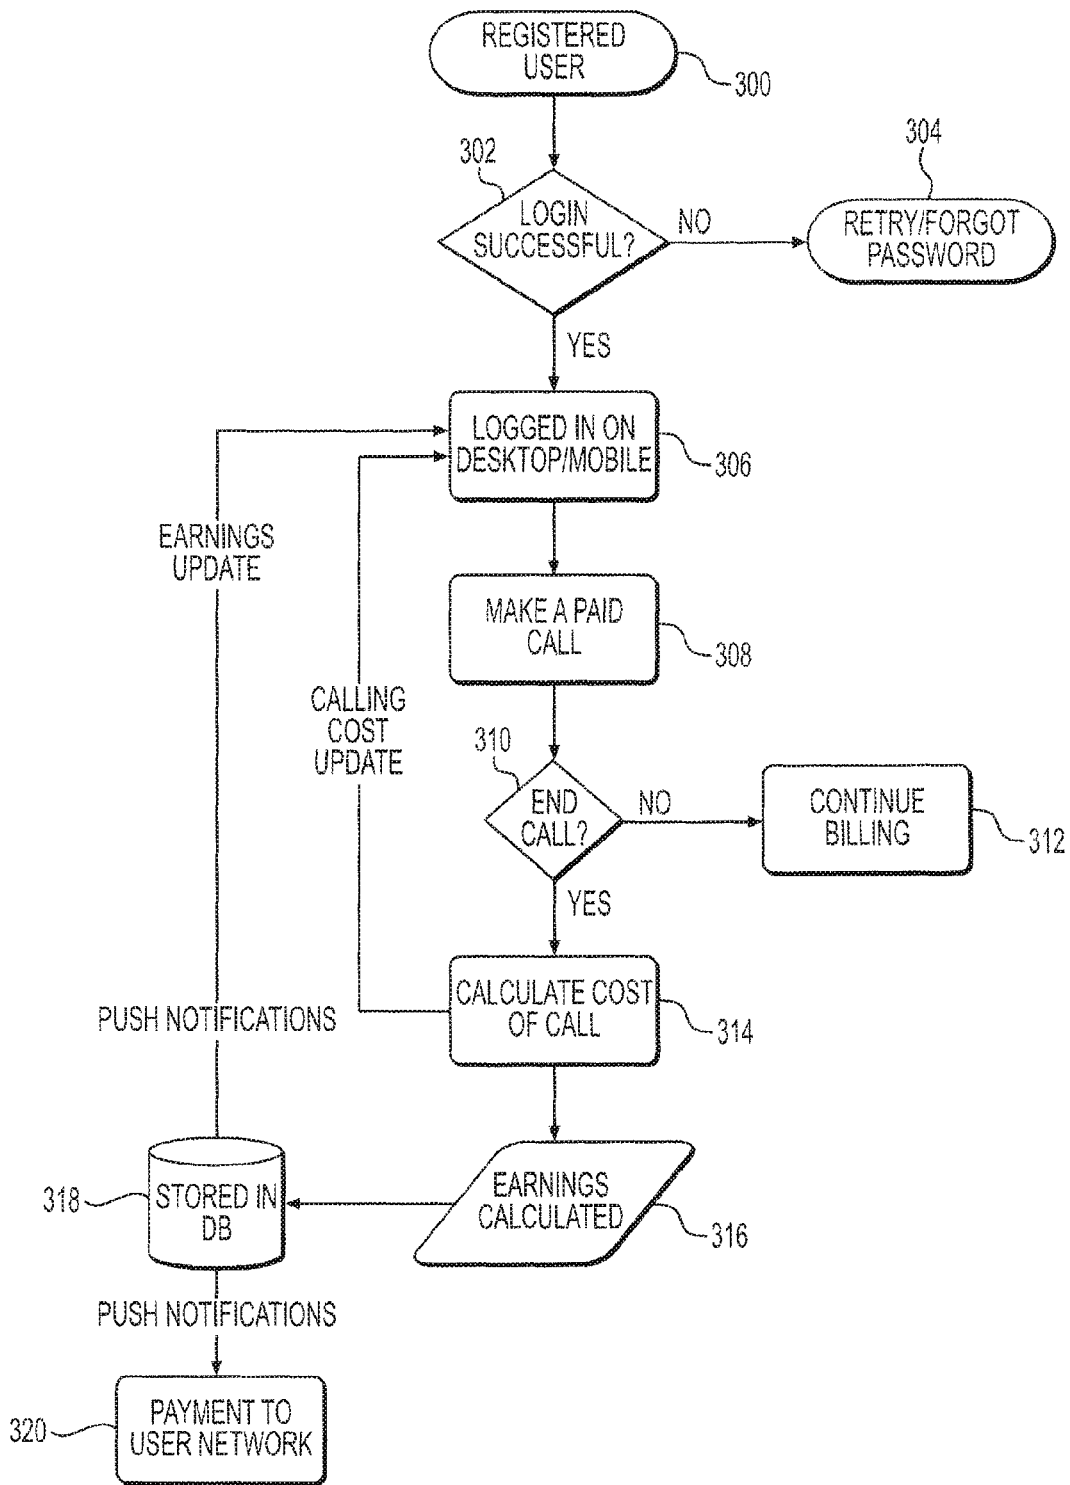 REGISTERED
USER
300
302
304
LOGIN
SUCCESSFUL?
NO
RETRY/FORGOT
PASSWORD
YES
LOGGED IN ON
DESKTOP/MOBILE
306
EARNINGS
UPDATE
MAKE A PAID
CALL
308
CALLING
COST
UPDATE
310
END
CALL?
NO
CONTINUE
BILLING
312
YES
CALCULATE COST
OF CALL
314
PUSH NOTIFICATIONS
318
STORED IN
DB
EARNINGS
CALCULATED
316
PUSH NOTIFICATIONS
320
PAYMENT TO
USER NETWORK